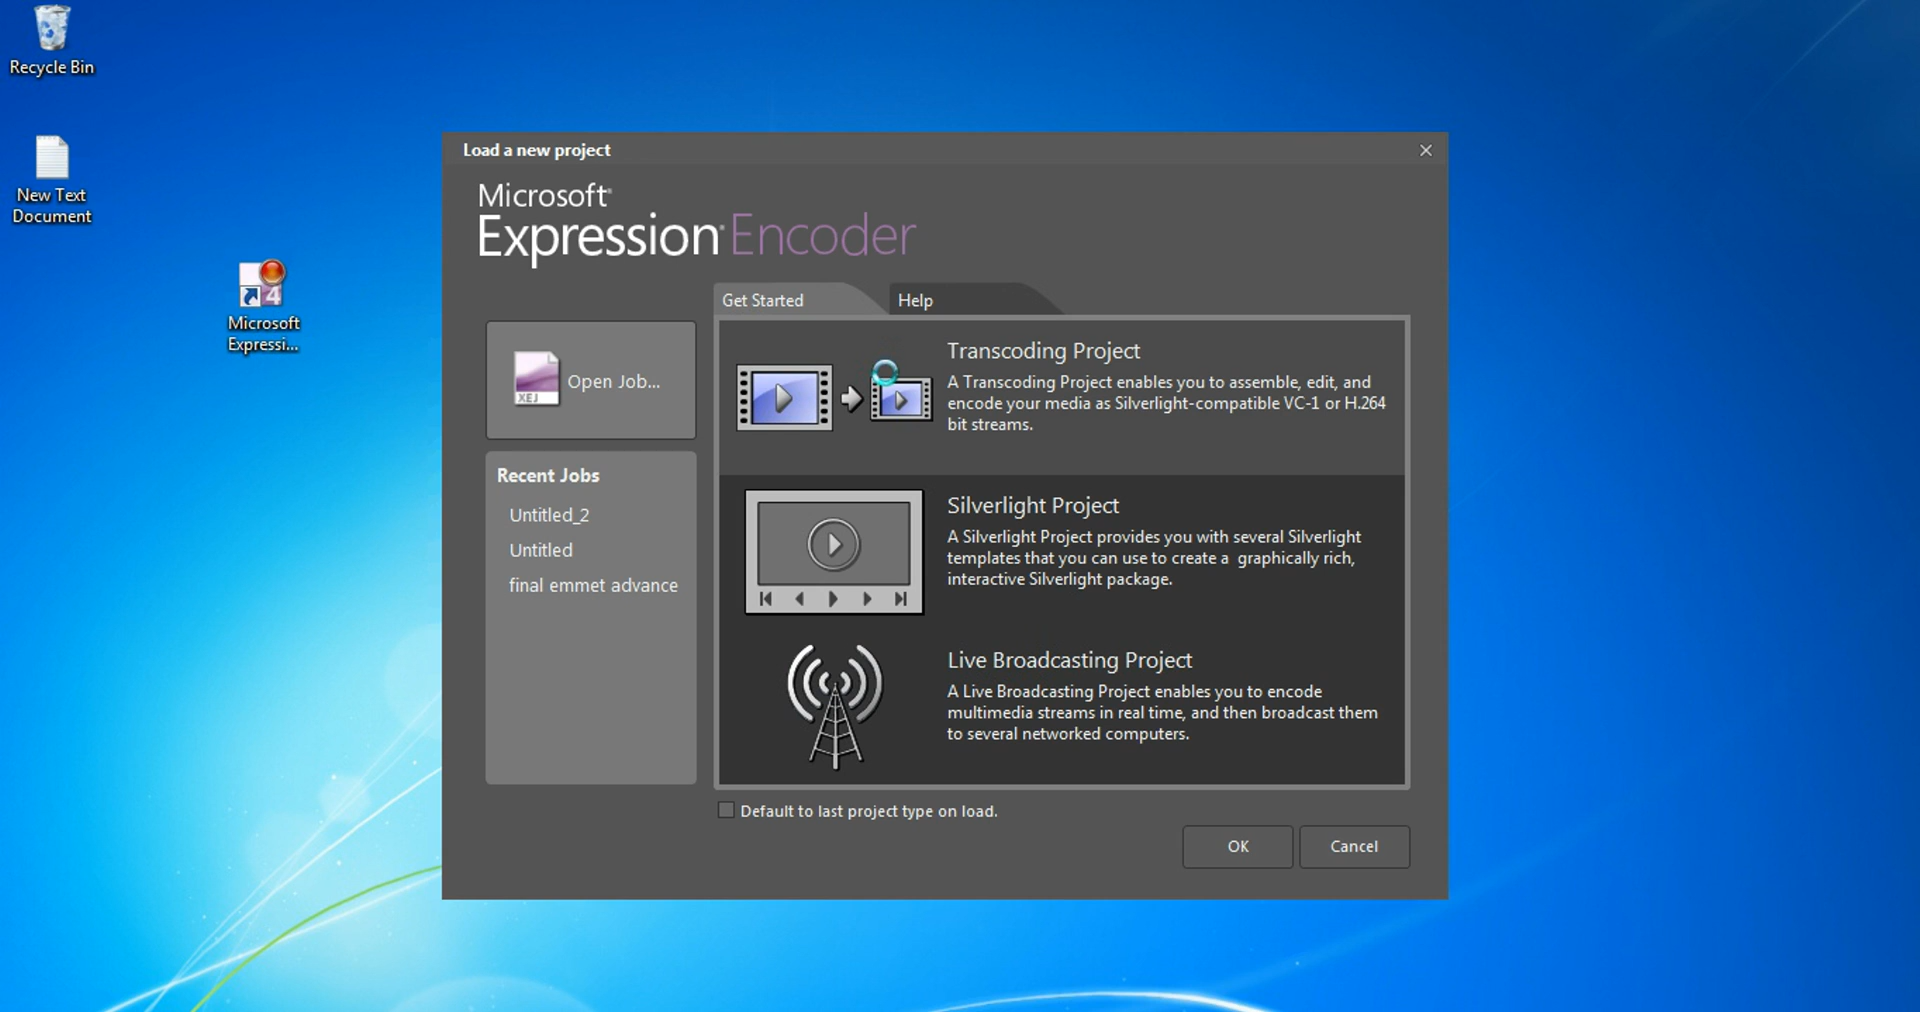 Recycle Bin
New Text
Document
4
Microsoft
Expressi...
Load a new project
Microsoft
Expression Encoder
Get Started
Help
XEJ
Open Job...
Recent Jobs
Untitled_2
Untitled
final emmet advance
Transcoding Project
A Transcoding Project enables you to assemble, edit, and
encode your media as Silverlight-compatible VC-1 or H.264
bit streams.
Silverlight Project
A Silverlight Project provides you with several Silverlight
templates that you can use to create a graphically rich,
interactive Silverlight package.
Live Broadcasting Project
A Live Broadcasting Project enables you to encode
multimedia streams in real time, and then broadcast them
to several networked computers.
Default to last project type on load.
OK
Cancel